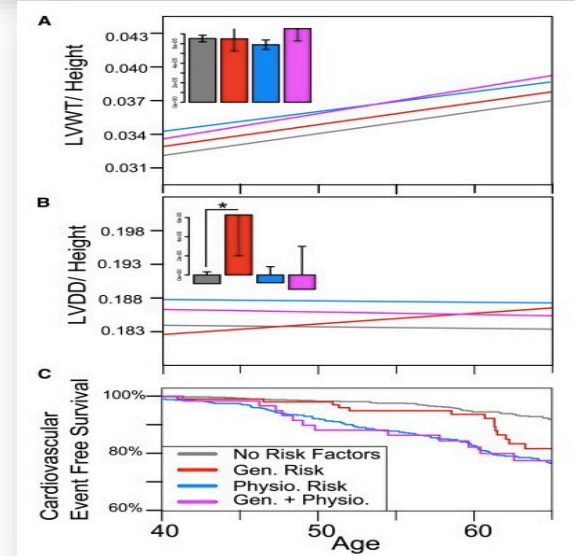 A
LVWT/ Height
0.043
0.040
0.037
0.034
0.031
B
*
LVDD/ Height
0.198
0.193
0.188
0.183
C
Cardiovascular
Event Free Survival
100%
80%
60%
No Risk Factors
Gen. Risk
Physio. Risk
Gen. + Physio.
40
50
60
Age